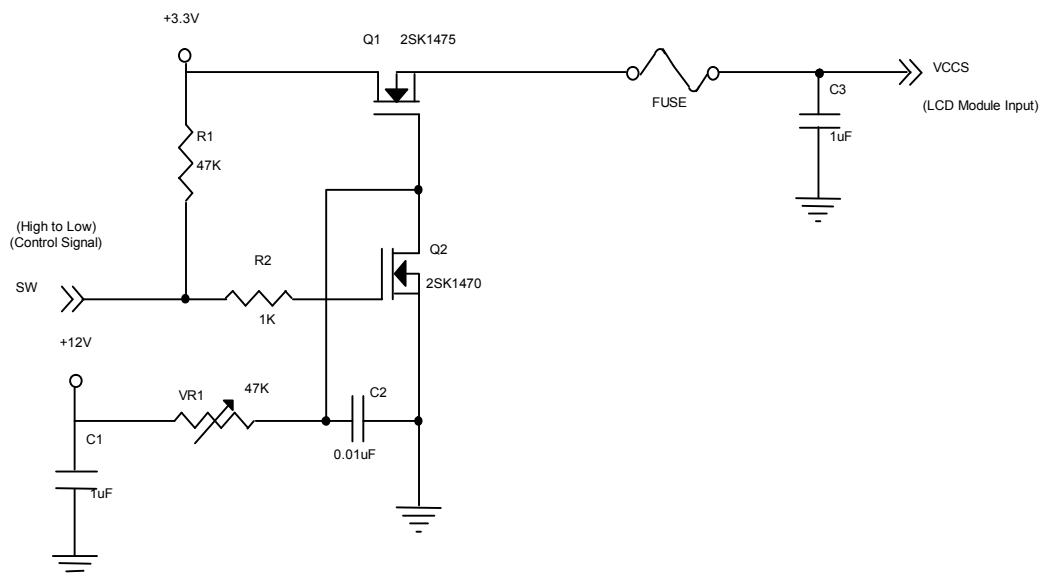 +3.3V
Q1 2SK1475
VCCS
FUSE
C3
(LCD Module Input)
1uF
R1
47K
(High to Low)
(Control Signal)
Q2
R2
SW
2SK1470
1K
+12V
VR1
47K
C2
C1
0.01uF
1uF